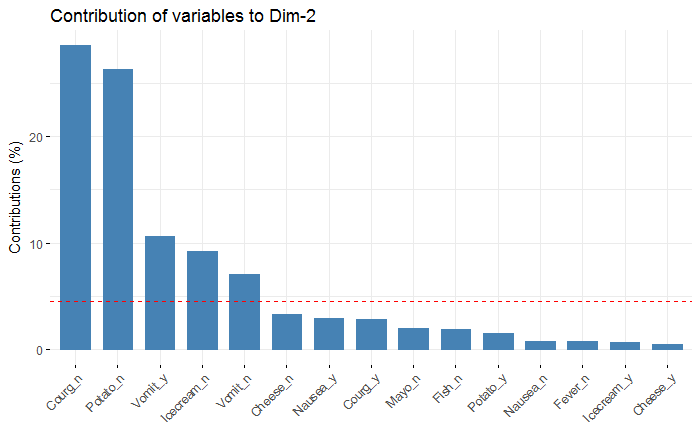 Contribution of variables to Dim-2
Contributions (%)
20
10
0
Courg_n
Potato_n
Vomit_y
Icecream_n
Vomit_n
Cheese_n
Nausea_y
Courg_y
Mayo_n
Fish_n
Potato_y
Nausea_n
Fever_n
Icecream_y
Cheese_y